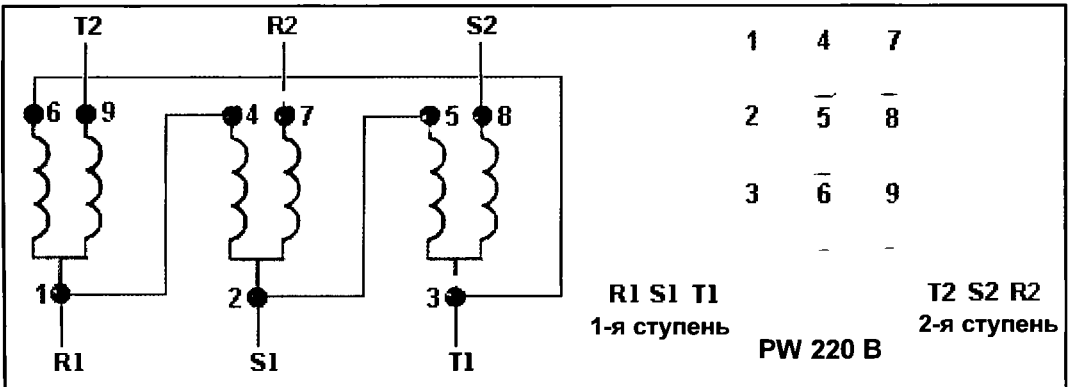 T2 R2 S2
6 9 4 7 5 8
1 2 3
R1 S1 T1
1 4 7
2 5 8
3 6 9
R1 S1 T1
1-я ступень
T2 S2 R2
2-я ступень
PW 220 В